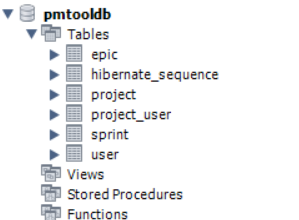 pmtooldb
Tables
epic
hibernate_sequence
project
project_user
sprint
user
Views
Stored Procedures
Functions